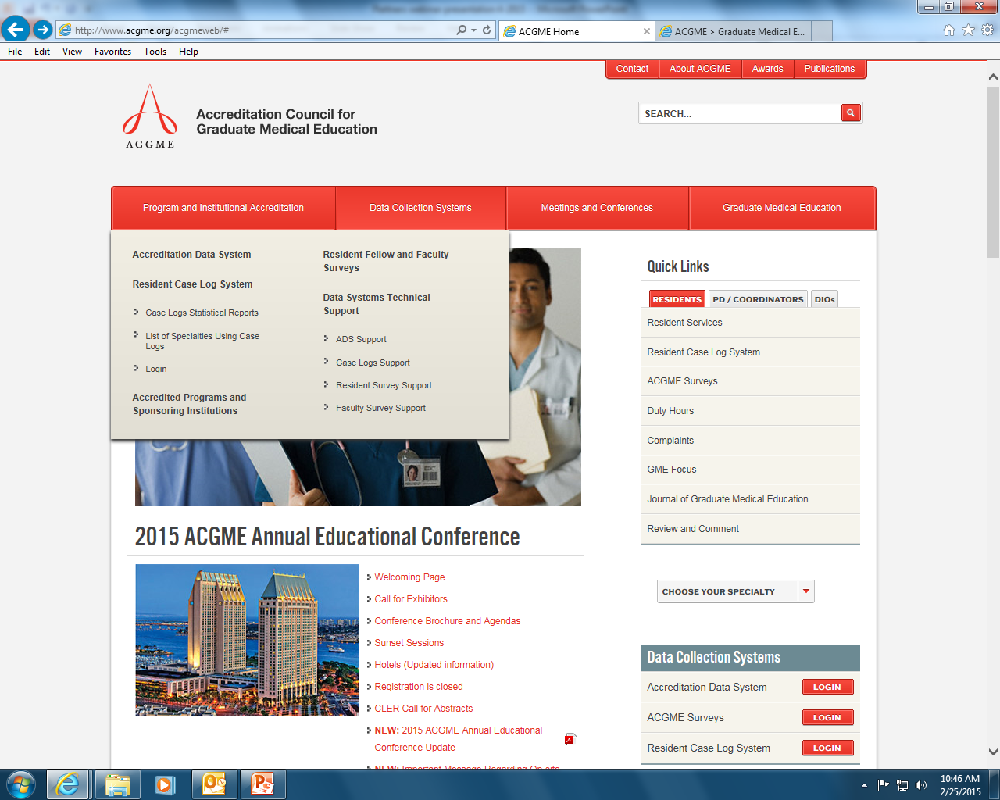 http://www.acgme.org/acgmeweb/#
ACGME Home
ACGME > Graduate Medical E...
File Edit View Favorites Tools Help
Contact About ACGME Awards Publications
ACGME
Accreditation Council for
Graduate Medical Education
SEARCH...
Program and Institutional Accreditation Data Collection Systems Meetings and Conferences Graduate Medical Education
Accreditation Data System
Resident Case Log System
Case Logs Statistical Reports
List of Specialties Using Case
Logs
Login
Accredited Programs and
Sponsoring Institutions
Resident Fellow and Faculty
Surveys
Data Systems Technical
Support
ADS Support
Case Logs Support
Resident Survey Support
Faculty Survey Support
Quick Links
RESIDENTS PD / COORDINATORS DIOs
Resident Services
Resident Case Log System
ACGME Surveys
Duty Hours
Complaints
GME Focus
Journal of Graduate Medical Education
Review and Comment
CHOOSE YOUR SPECIALTY
Data Collection Systems
Accreditation Data System LOGIN
ACGME Surveys LOGIN
Resident Case Log System LOGIN
2015 ACGME Annual Educational Conference
Welcoming Page
Call for Exhibitors
Conference Brochure and Agendas
Sunset Sessions
Hotels (Updated information)
Registration is closed
CLER Call for Abstracts
NEW: 2015 ACGME Annual Educational
Conference Update
NEW: Important Message Regarding On-site
10:46 AM
2/25/2015